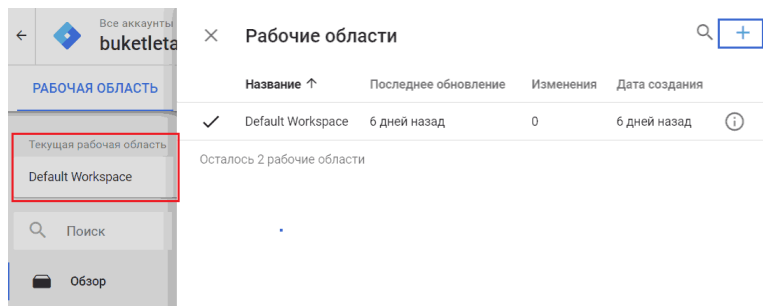 Все аккаунты
buketleta
РАБОЧАЯ ОБЛАСТЬ
Текущая рабочая область
Default Workspace
Поиск
Обзор
Рабочие области
Название Последнее обновление Изменения Дата создания
Default Workspace 6 дней назад 0 6 дней назад
Осталось 2 рабочие области